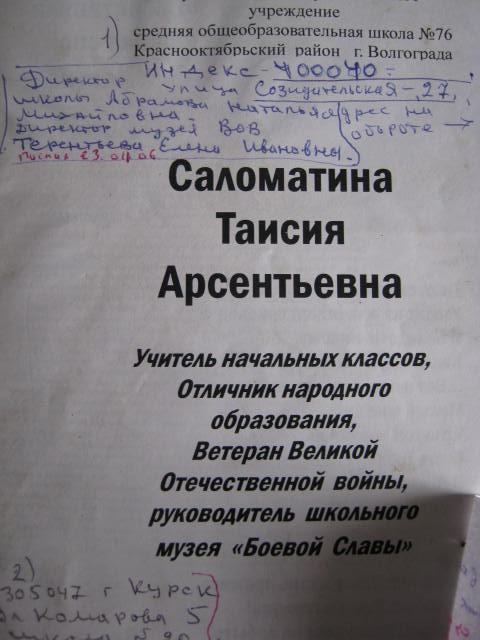 учреждение
средняя общеобразовательная школа №76
Краснооктябрьский район г. Волгограда
1)
Индекс-400040-
Директор улица Созидательская-27,
школы Абрамова Наталья адрес на
Михайловна.
Директор музея ВОВ обороте →
Терентьева Елена Ивановны.
Саломатина
Таисия
Арсентьевна
Учитель начальных классов,
Отличник народного
образования,
Ветеран Великой
Отечественной войны,
руководитель школьного
музея «Боевой Славы»
2)
305047 г Курск
Комарова 5